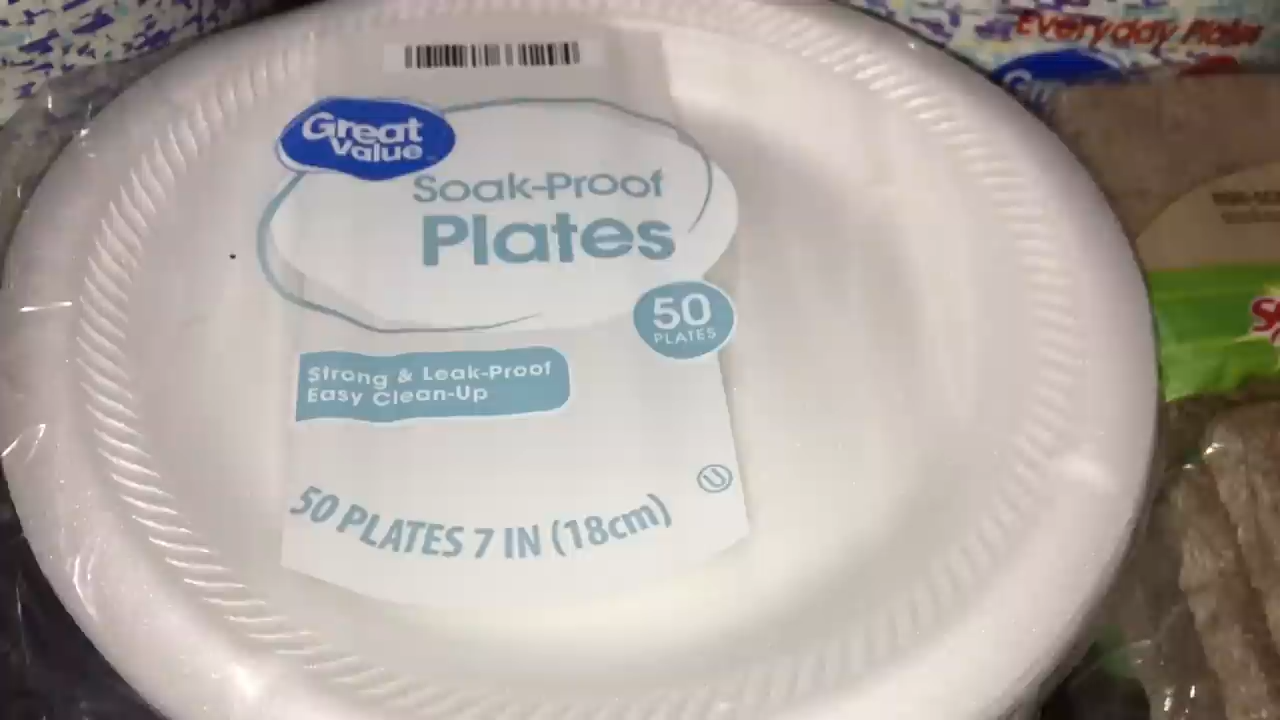 Everyday Plates
Great
Value
Soak-Proof
Plates
50
PLATES
Strong & Leak-Proof
Easy Clean-Up
U
50 PLATES 7 IN (18cm)